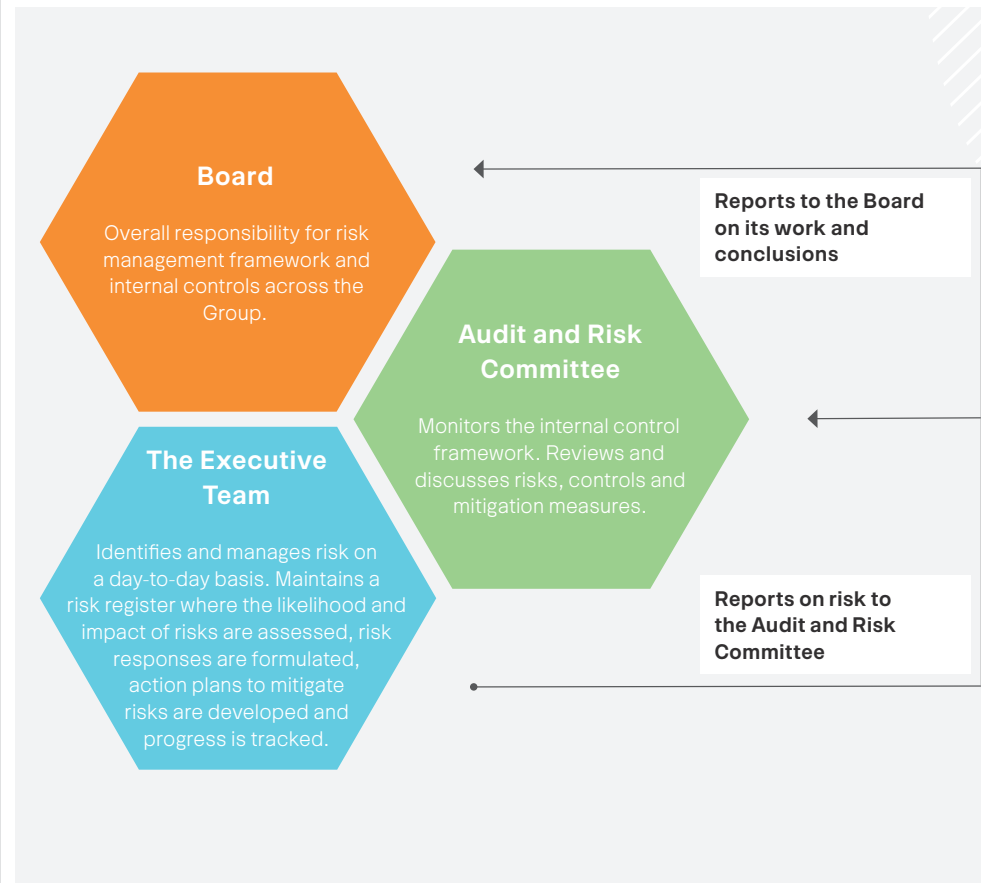 Board
Overall responsibility for risk
management framework and
internal controls across the
Group.
Reports to the Board
on its work and
conclusions
Audit and Risk
Committee
Monitors the internal control
framework. Reviews and
discusses risks, controls and
mitigation measures.
The Executive
Team
Identifies and manages risk on
a day-to-day basis. Maintains a
risk register where the likelihood and
impact of risks are assessed, risk
responses are formulated,
action plans to mitigate
risks are developed and
progress is tracked.
Reports on risk to
the Audit and Risk
Committee